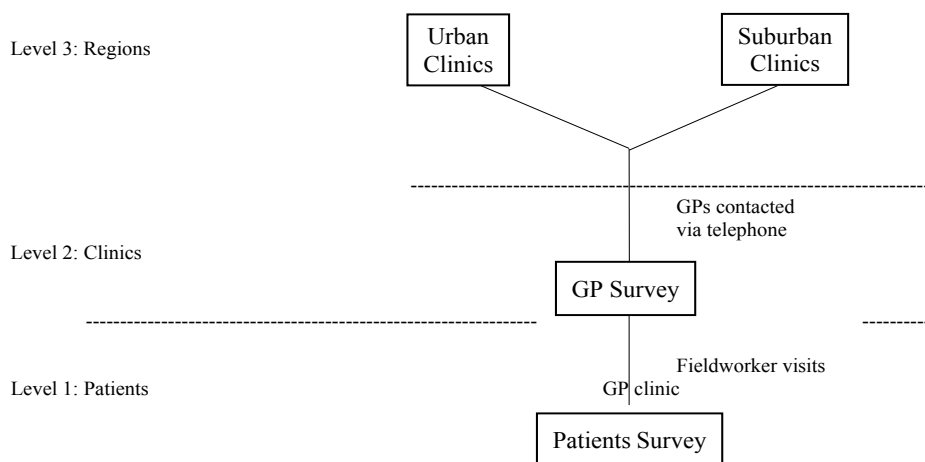 Level 3: Regions
Urban
Clinics
Suburban
Clinics
GPs contacted
via telephone
Level 2: Clinics
GP Survey
Fieldworker visits
Level 1: Patients
GP clinic
Patients Survey